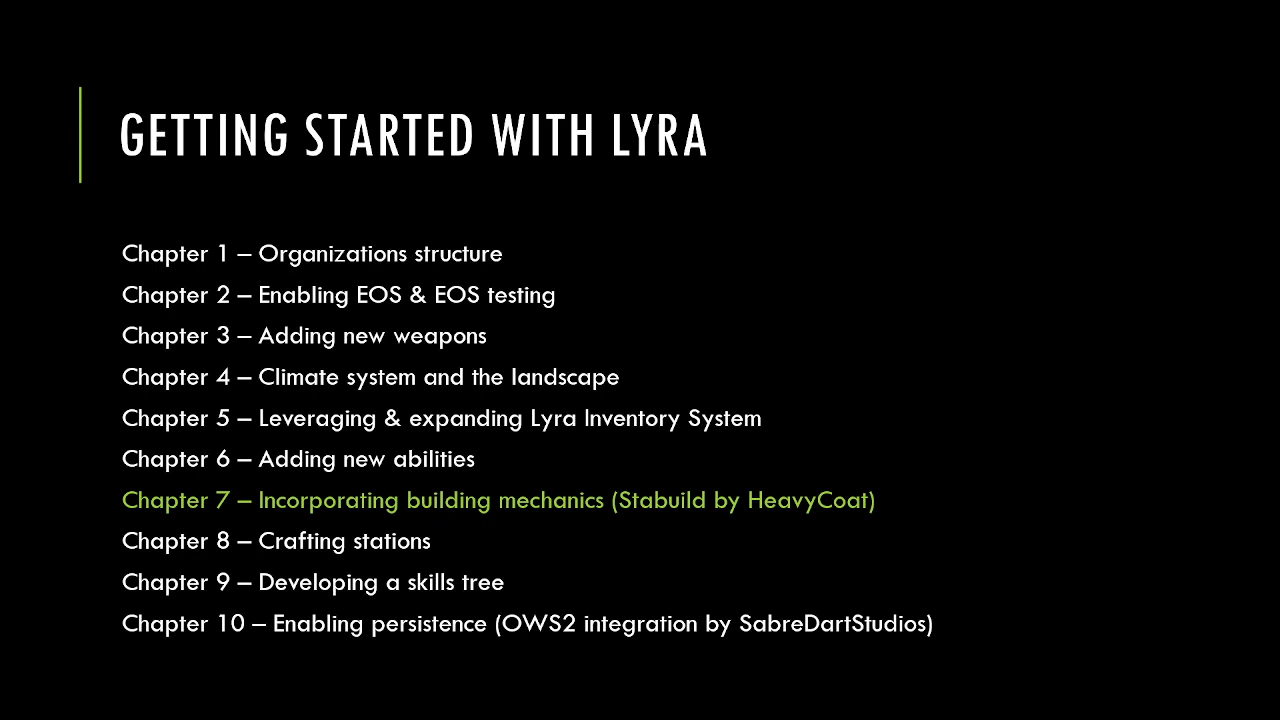 GETTING STARTED WITH LYRA
Chapter 1 – Organizations structure
Chapter 2 – Enabling EOS & EOS testing
Chapter 3 – Adding new weapons
Chapter 4 – Climate system and the landscape
Chapter 5 – Leveraging & expanding Lyra Inventory System
Chapter 6 – Adding new abilities
Chapter 7 – Incorporating building mechanics (Stabuild by HeavyCoat)
Chapter 8 – Crafting stations
Chapter 9 – Developing a skills tree
Chapter 10 – Enabling persistence (OWS2 integration by SabreDartStudios)